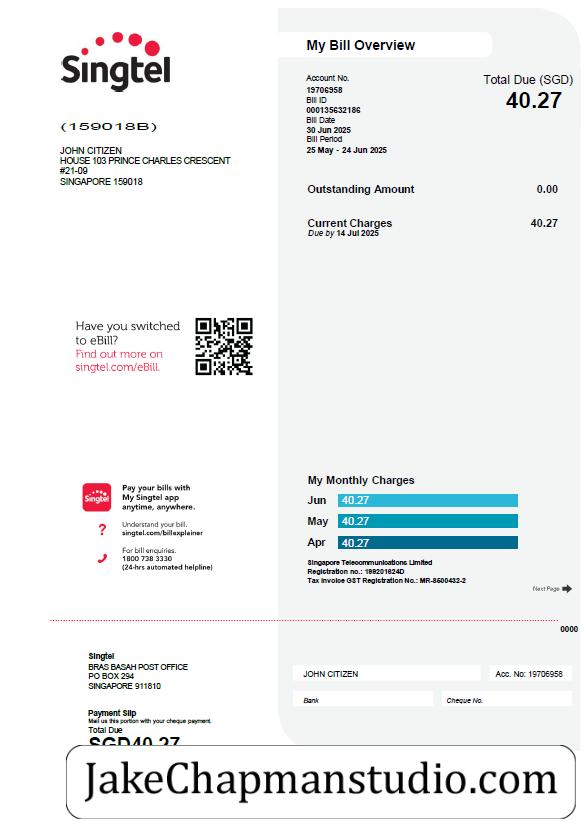 Singtel
(159018B)
JOHN CITIZEN
HOUSE 103 PRINCE CHARLES CRESCENT
#21-09
SINGAPORE 159018
My Bill Overview
Account No.
19706958
Bill ID
000135632186
Bill Date
30 Jun 2025
Bill Period
25 May - 24 Jun 2025
Total Due (SGD)
40.27
Outstanding Amount 0.00
Current Charges 40.27
Due by 14 Jul 2025
Have you switched
to eBill?
Find out more on
singtel.com/eBill.
Singtel
Pay your bills with
My Singtel app
anytime, anywhere.
?
Understand your bill.
singtel.com/billexplainer
For bill enquiries.
1800 738 3330
(24-hrs automated helpline)
My Monthly Charges
Jun 40.27
May 40.27
Apr 40.27
Singapore Telecommunications Limited
Registration no.: 199201624D
Tax Invoice GST Registration No.: MR-8500432-2
Next Page
0000
Singtel
BRAS BASAH POST OFFICE
PO BOX 294
SINGAPORE 911810
JOHN CITIZEN Acc. No: 19706958
Bank Cheque No.
Payment Slip
Mail us this portion with your cheque payment.
Total Due
SGD40.27
JakeChapmanstudio.com